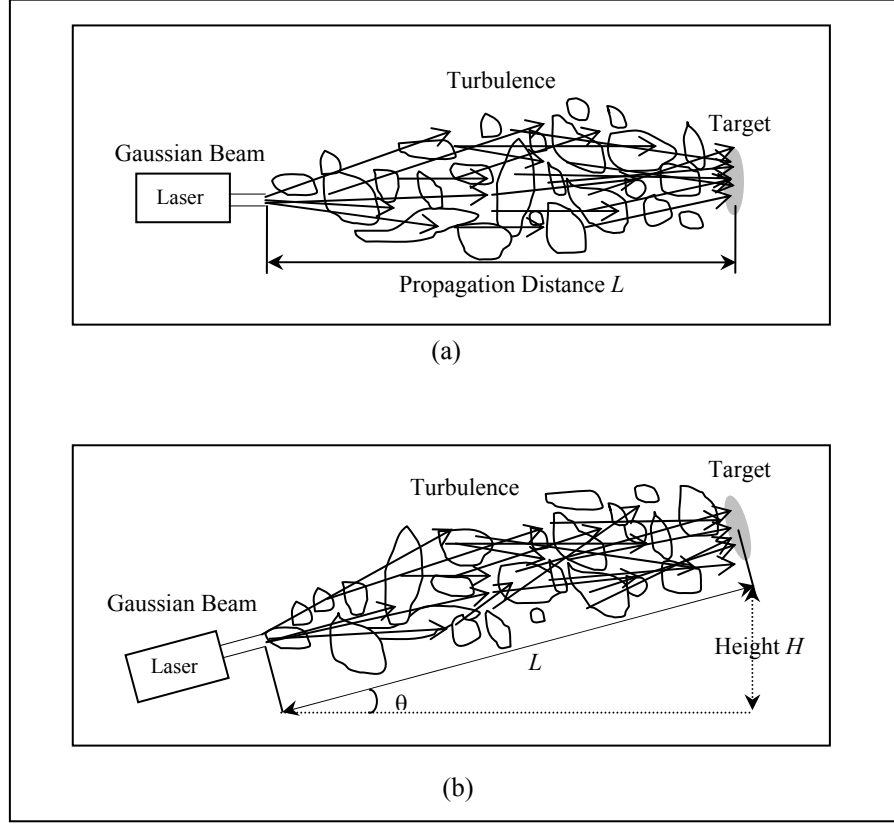 Turbulence
Target
Gaussian Beam
Laser
Propagation Distance L
(a)
Target
Turbulence
Gaussian Beam
Laser
Height H
L
θ
(b)